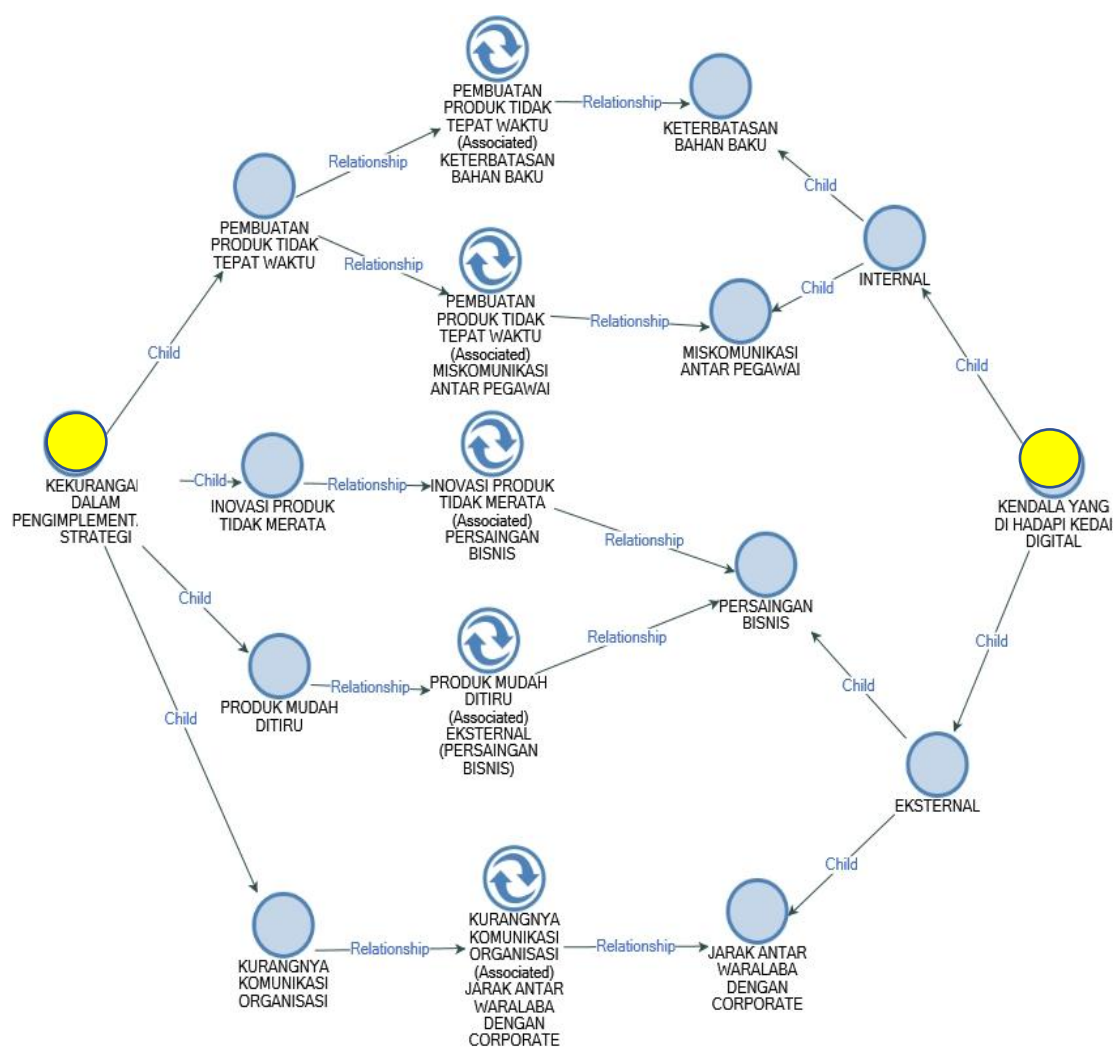 PEMBUATAN
PRODUK TIDAK
TEPAT WAKTU
(Associated)
KETERBATASAN
BAHAN BAKU
Relationship
KETERBATASAN
BAHAN BAKU
Relationship
Child
PEMBUATAN
PRODUK TIDAK
TEPAT WAKTU
Relationship
INTERNAL
Child
PEMBUATAN
PRODUK TIDAK
TEPAT WAKTU
(Associated)
MISKOMUNIKASI
ANTAR PEGAWAI
Relationship
MISKOMUNIKASI
ANTAR PEGAWAI
Child
Child
KEKURANGA
DALAM
PENGIMPLEMENT
STRATEGI
Child
INOVASI PRODUK
TIDAK MERATA
Relationship
INOVASI PRODUK
TIDAK MERATA
(Associated)
PERSAINGAN
BISNIS
Relationship
KENDALA YANG
DI HADAPI KEDAI
DIGITAL
PERSAINGAN
BISNIS
Child
Child
Relationship
PRODUK MUDAH
DITIRU
Relationship
PRODUK MUDAH
DITIRU
(Associated)
EKSTERNAL
(PERSAINGAN
BISNIS)
Child
Child
EKSTERNAL
Child
KURANGNYA
KOMUNIKASI
ORGANISASI
Relationship
KURANGNYA
KOMUNIKASI
ORGANISASI
(Associated)
JARAK ANTAR
WARALABA
DENGAN
CORPORATE
Relationship
JARAK ANTAR
WARALABA
DENGAN
CORPORATE